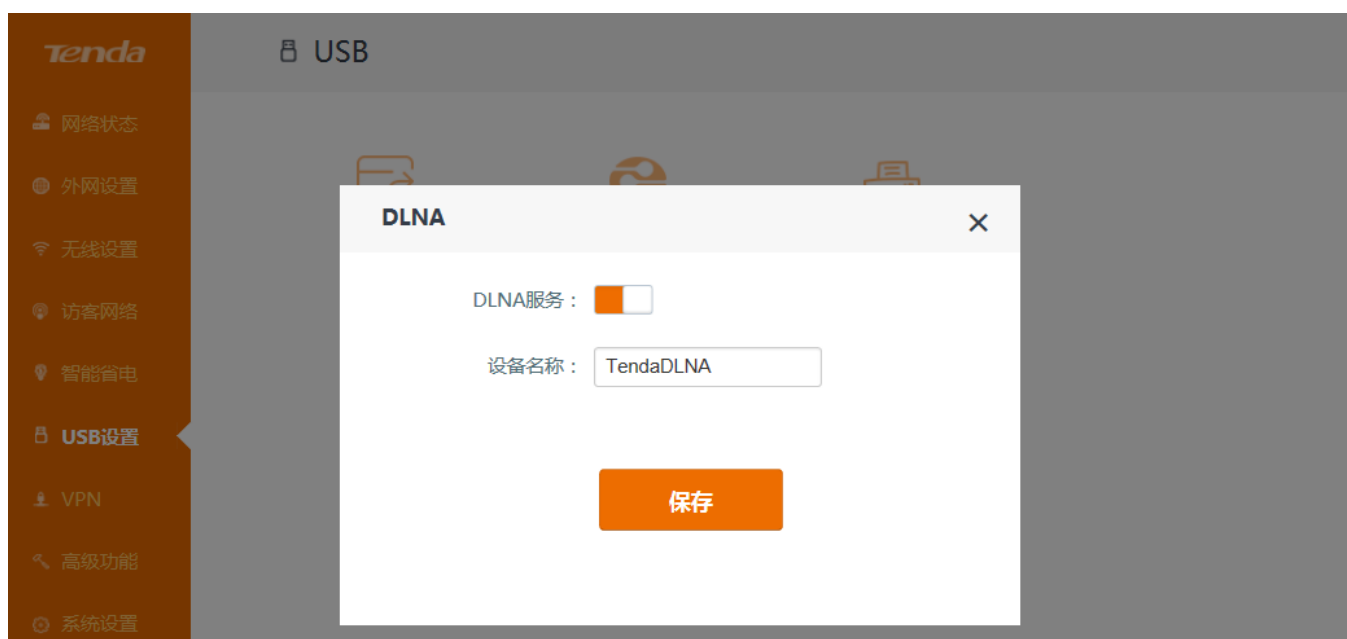 Tenda
USB
网络状态
外网设置
无线设置
访客网络
智能省电
USB设置
VPN
高级功能
系统设置
DLNA
DLNA服务：
设备名称： TendaDLNA
保存